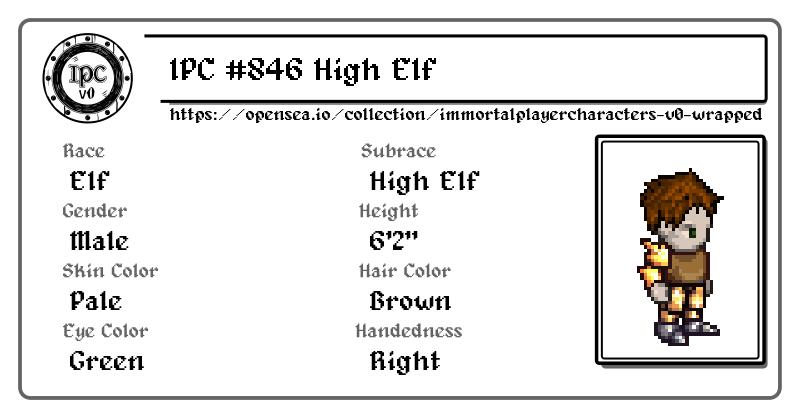 IPC
v0
IPC #846 High Elf
https://opensea.io/collection/immortalplayercharacters-v0-wrapped
Race
Subrace
Elf
High Elf
Gender
Height
Male
6'2"
Skin Color
Hair Color
Pale
Brown
Eye Color
Handedness
Green
Right